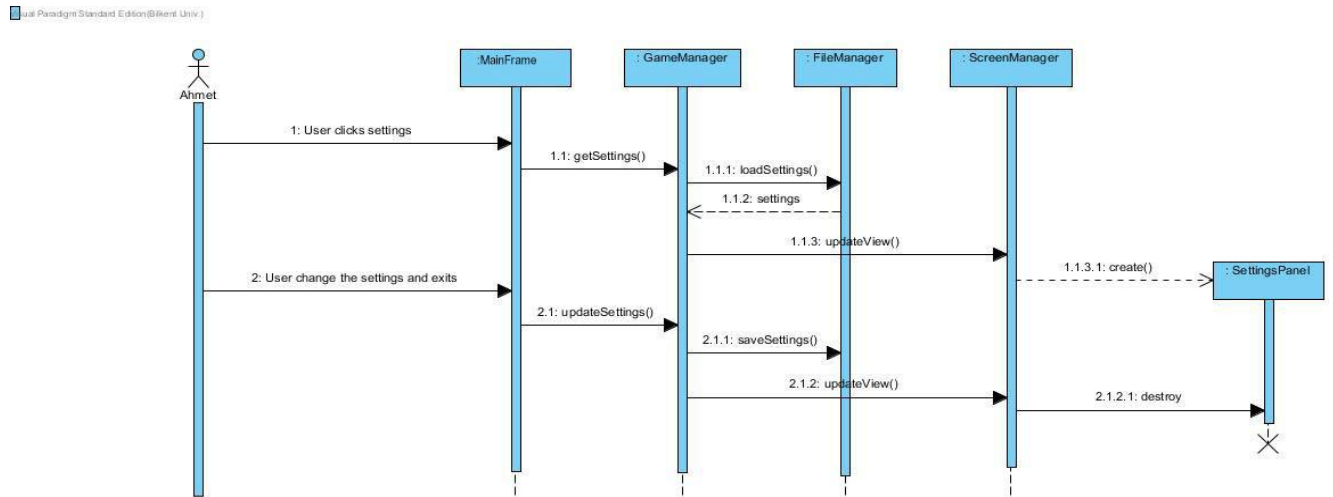 ual Paradigm Standard Edition(Bilkent Univ.)
Ahmet
:MainFrame
: GameManager
: FileManager
: ScreenManager
1: User clicks settings
1.1: getSettings()
1.1.1: loadSettings()
1.1.2: settings
1.1.3: updateView()
1.1.3.1: create()
: SettingsPanel
2: User change the settings and exits
2.1: updateSettings()
2.1.1: saveSettings()
2.1.2: updateView()
2.1.2.1: destroy